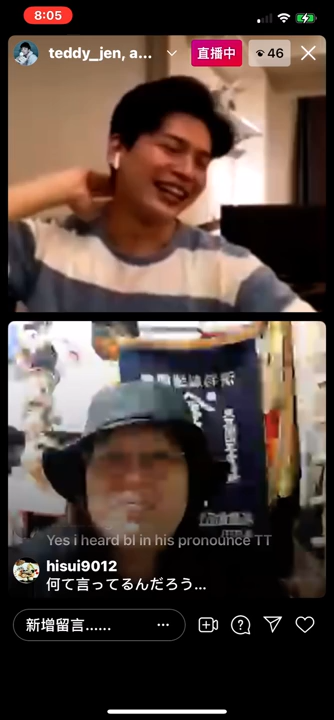 8:05
teddy_jen, a...
直播中
46
Yes i heard bl in his pronounce TT
hisui9012
何て言ってるんだろう...
新增留言......